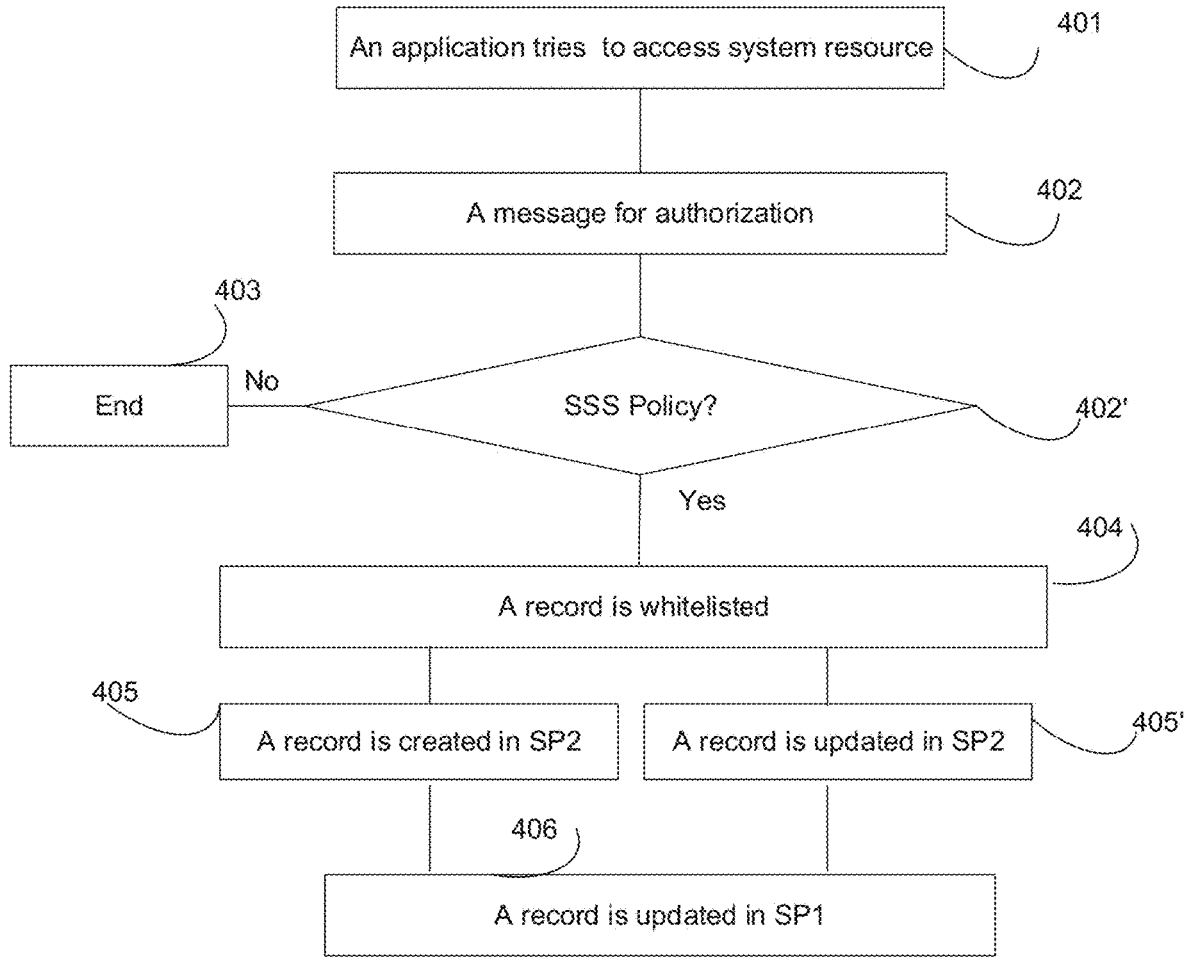 An application tries to access system resource
401
A message for authorization
402
403
End
No
SSS Policy?
402'
Yes
404
A record is whitelisted
405
A record is created in SP2
A record is updated in SP2
405'
406
A record is updated in SP1